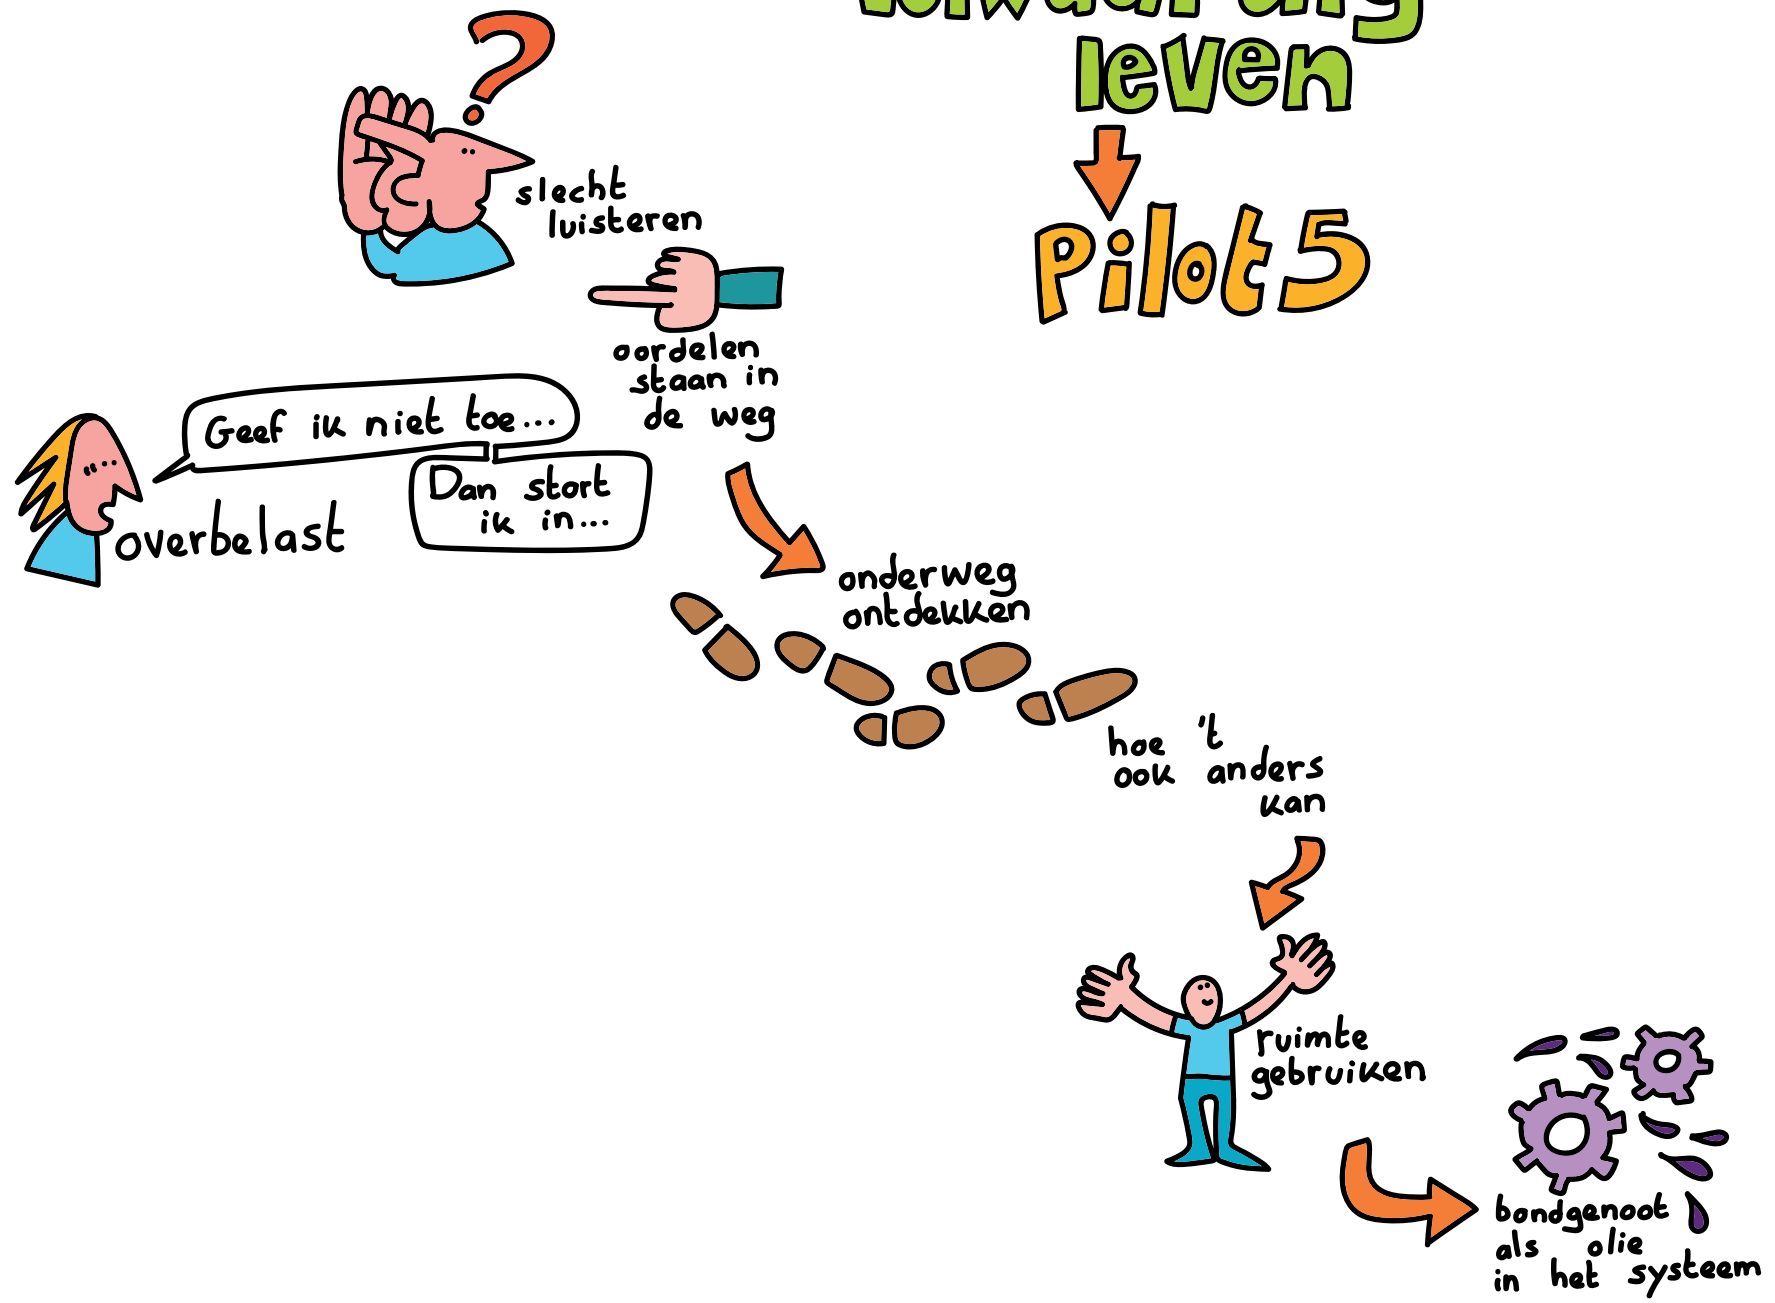 leven
Pilot 5
slecht
luisteren
oordelen
staan in
de weg
Geef ik niet toe...
Dan stort
ik in...
overbelast
onderweg
ontdekken
hoe 't
ook anders
kan
ruimte
gebruiken
bondgenoot
als olie
in het systeem